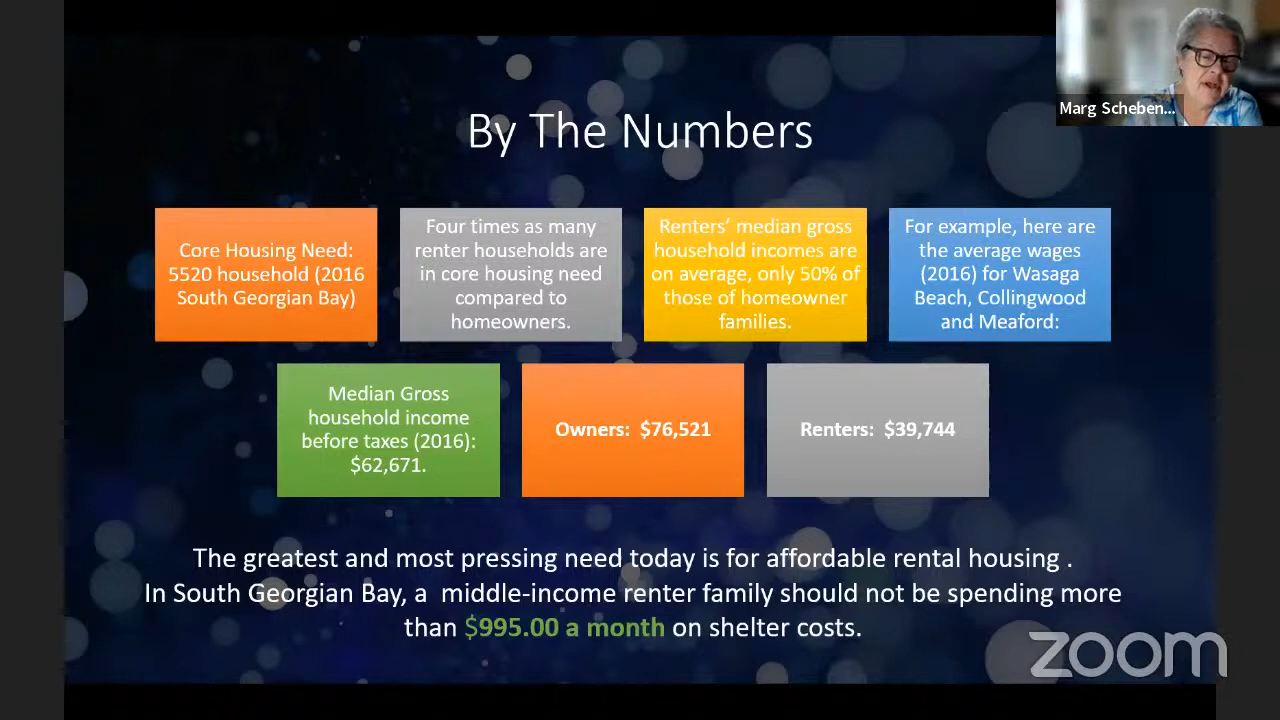 Marg Scheben...
By The Numbers
Core Housing Need:
5520 household (2016
South Georgian Bay)
Four times as many
renter households are
in core housing need
compared to
homeowners.
Renters’ median gross
household incomes are
on average, only 50% of
those of homeowner
families.
For example, here are
the average wages
(2016) for Wasaga
Beach, Collingwood
and Meaford:
Median Gross
household income
before taxes (2016):
$62,671.
Owners: $76,521
Renters: $39,744
The greatest and most pressing need today is for affordable rental housing .
In South Georgian Bay, a middle-income renter family should not be spending more
than $995.00 a month on shelter costs.
zoom